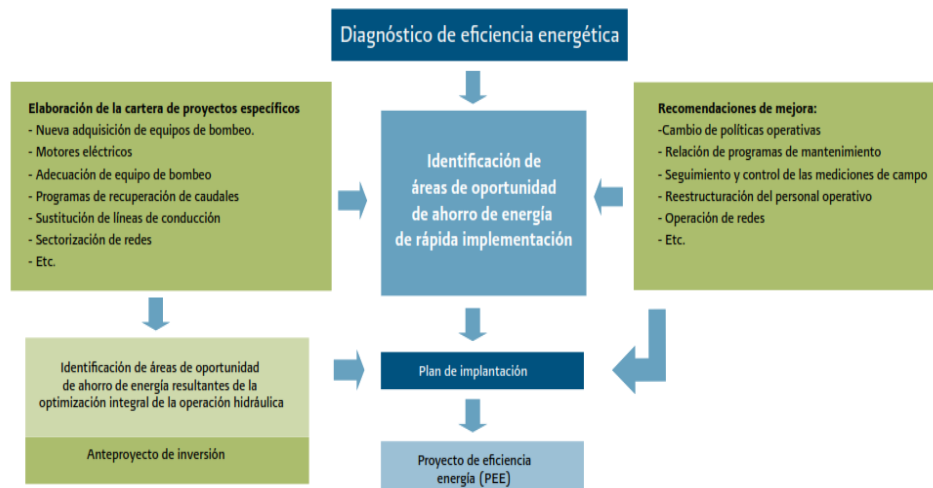 Diagnóstico de eficiencia energética
Elaboración de la cartera de proyectos específicos
- Nueva adquisición de equipos de bombeo.
- Motores eléctricos
- Adecuación de equipo de bombeo
- Programas de recuperación de caudales
- Sustitución de líneas de conducción
- Sectorización de redes
- Etc.
Identificación de
áreas de oportunidad
de ahorro de energía
de rápida implementación
Recomendaciones de mejora:
-Cambio de políticas operativas
- Relación de programas de mantenimiento
- Seguimiento y control de las mediciones de campo
- Reestructuración del personal operativo
- Operación de redes
- Etc.
Identificación de áreas de oportunidad
de ahorro de energía resultantes de la
optimización integral de la operación hidráulica
Anteproyecto de inversión
Plan de implantación
Proyecto de eficiencia
energía (PEE)